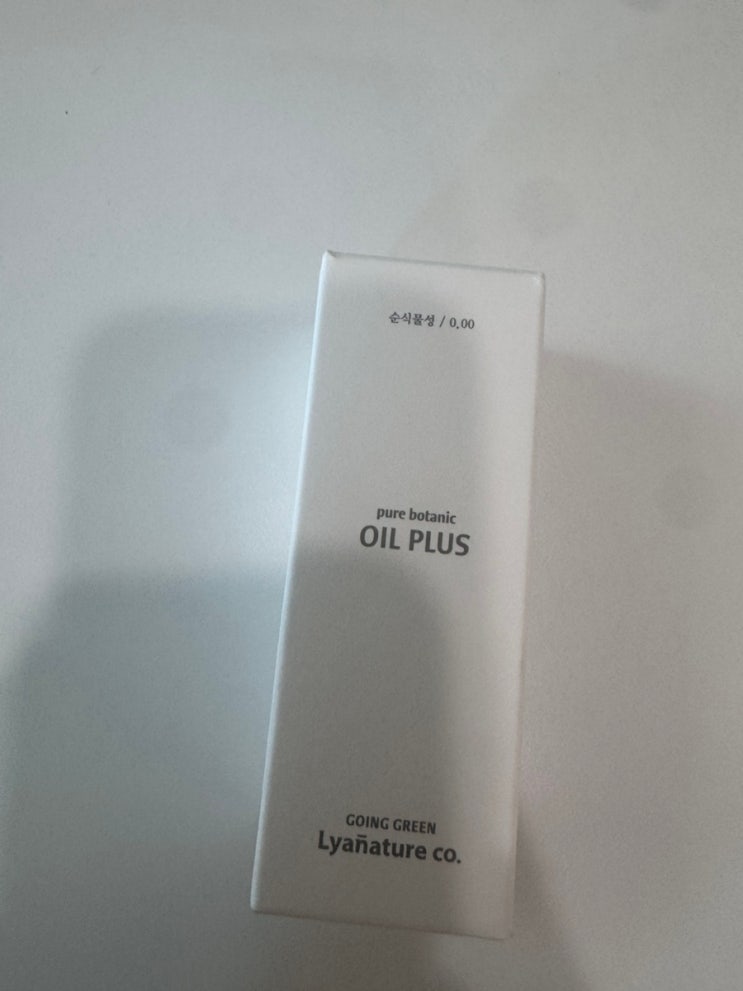 순식물성 / 0.00
pure botanic
OIL PLUS
GOING GREEN
Lyañature co.